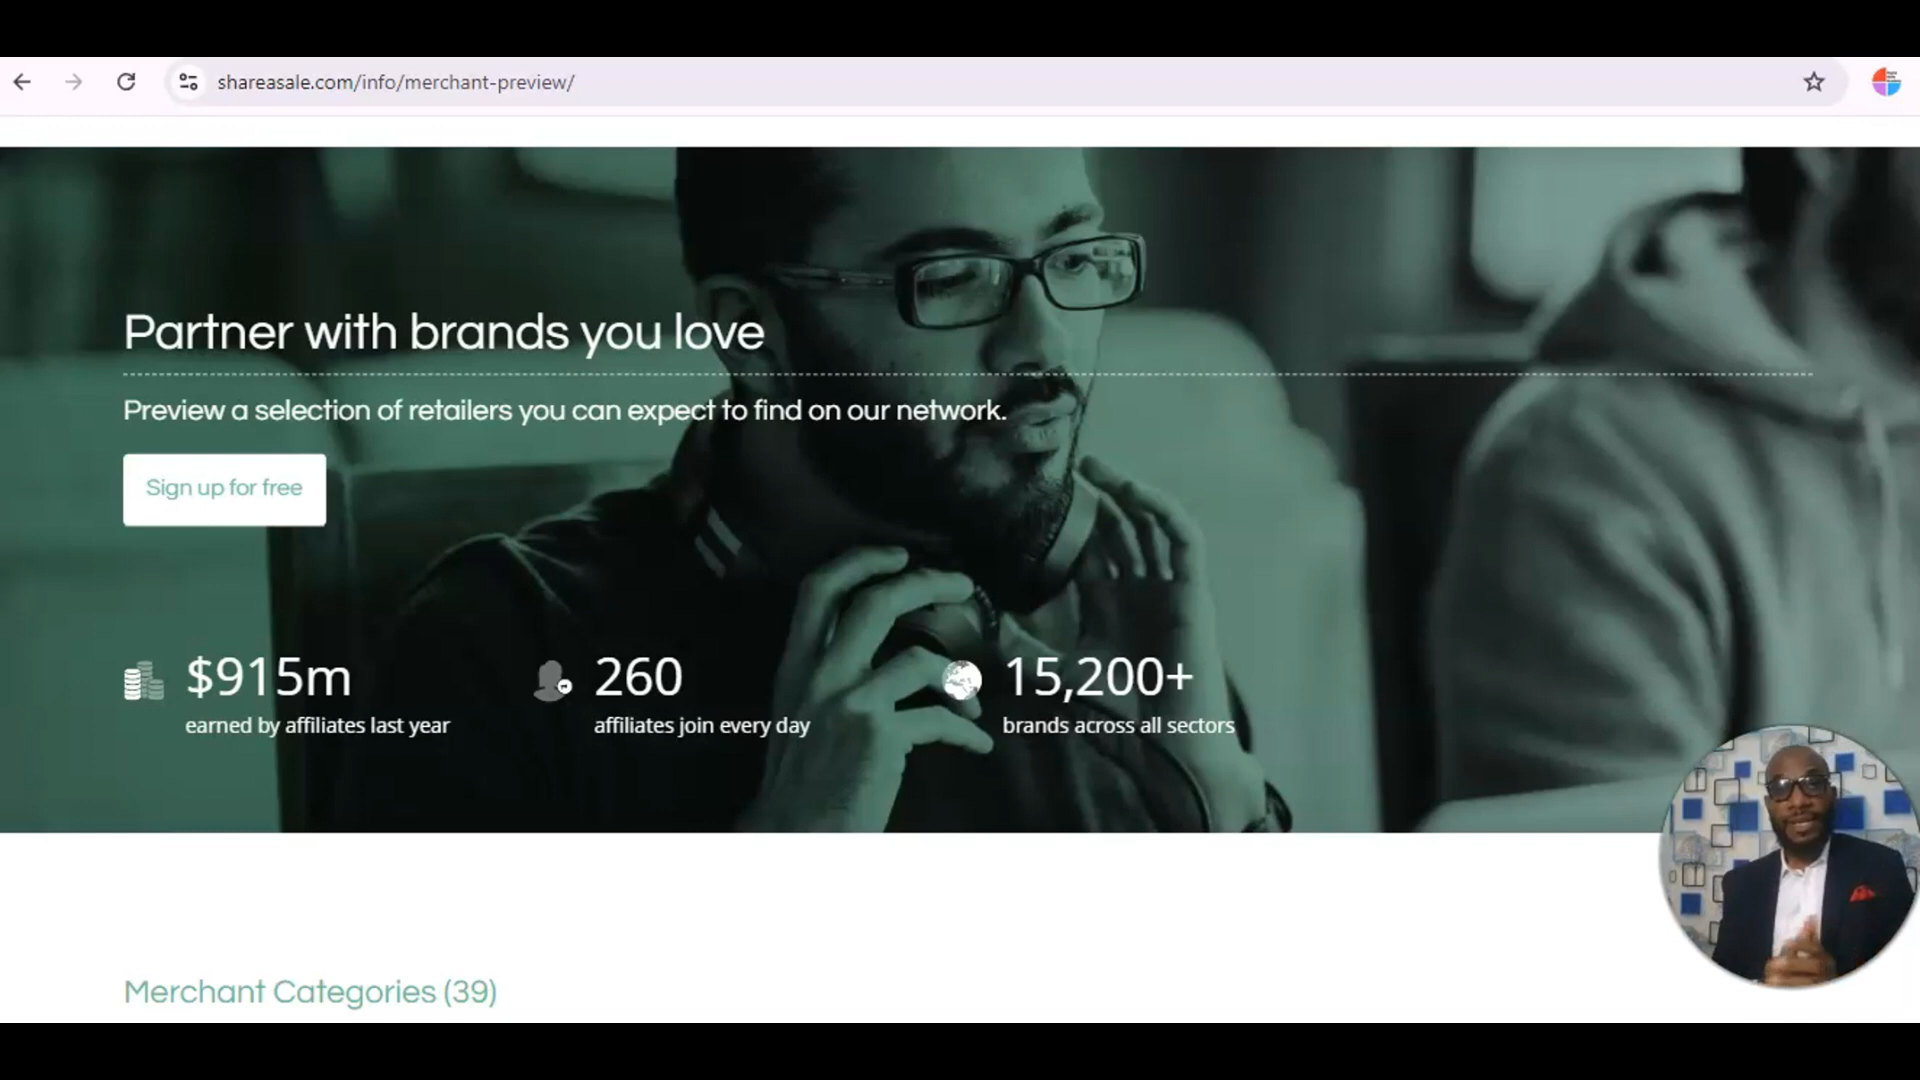 shareasale.com/info/merchant-preview/
Partner with brands you love
Preview a selection of retailers you can expect to find on our network.
Sign up for free
$915m
earned by affiliates last year
260
affiliates join every day
15,200+
brands across all sectors
Merchant Categories (39)